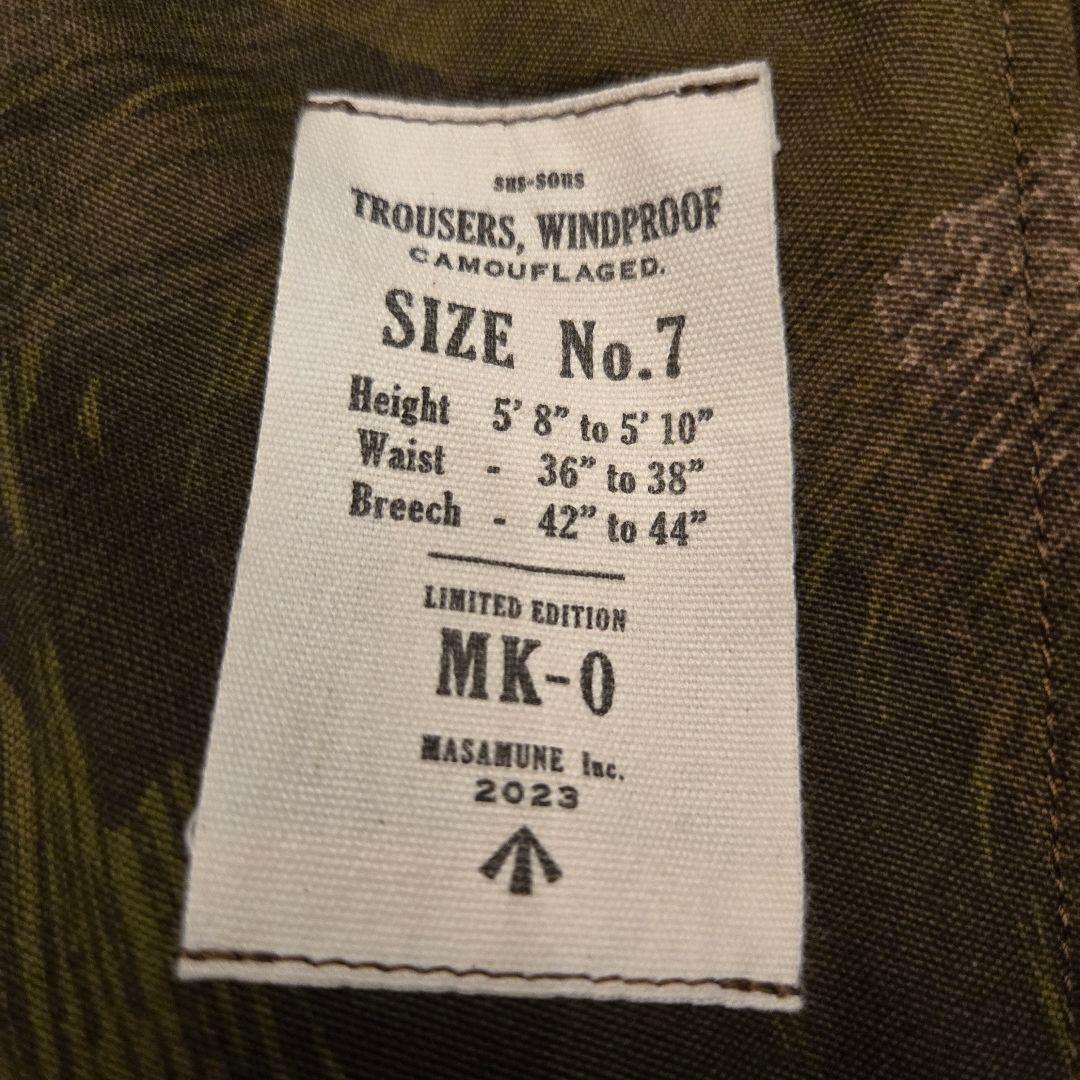 sus-sous
TROUSERS, WINDPROOF
CAMOUFLAGED.
SIZE No.7
Height 5’ 8” to 5’ 10”
Waist - 36” to 38”
Breech - 42” to 44”
LIMITED EDITION
MK-0
MASAMUNE Inc.
2023